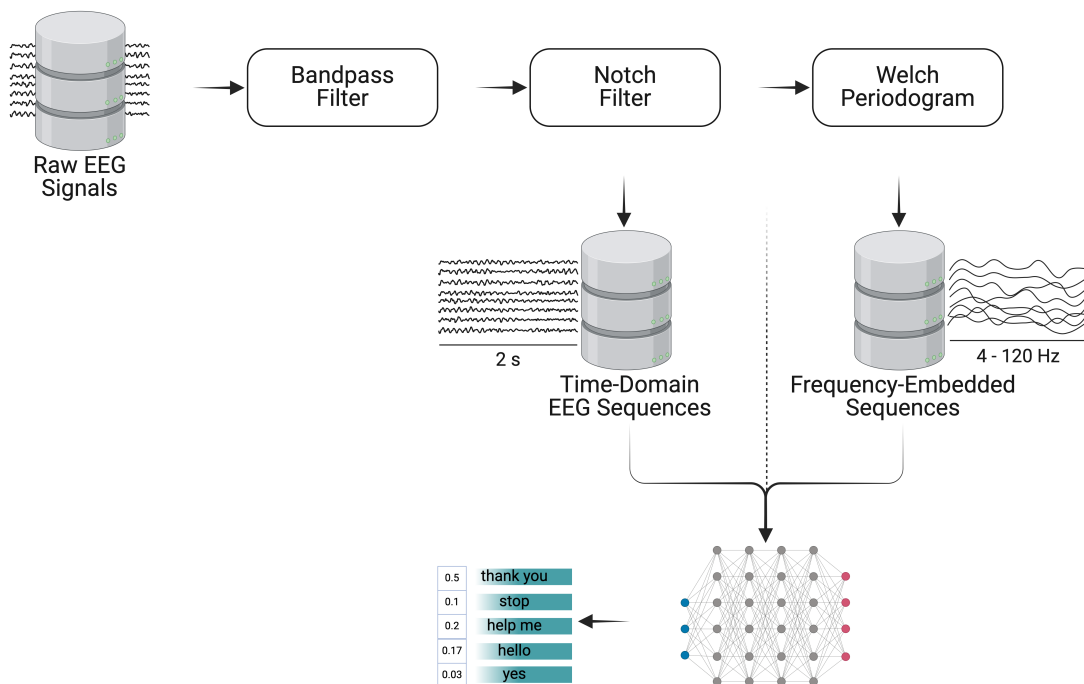 Bandpass
Filter
Notch
Filter
Welch
Periodogram
Raw EEG
Signals
2 s
4 - 120 Hz
Time-Domain
EEG Sequences
Frequency-Embedded
Sequences
0.5 thank you
0.1 stop
0.2 help me
0.17 hello
0.03 yes